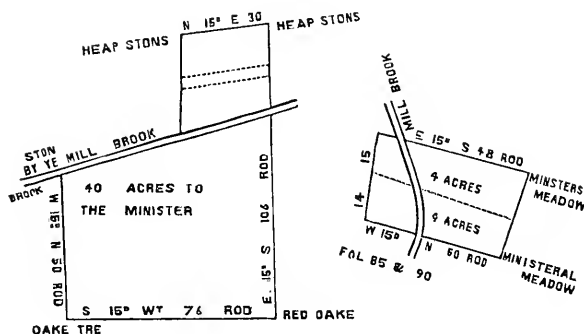 N 15° E 30
HEAP STONS
HEAP STONS
STON
BY YE MILL BROOK
BROOK
40 ACRES TO
THE MINISTER
W 15° N 50 ROD
E. 15° S 106 ROD
S 15° WT 76 ROD
OAKE TRE
RED OAKE
MILL BROOK
E 15° S 48 ROD
MINSTERS
MEADOW
15
14
4 ACRES
4 ACRES
W 15° N 50 ROD
MINISTERAL
MEADOW
FOL 85 & 90